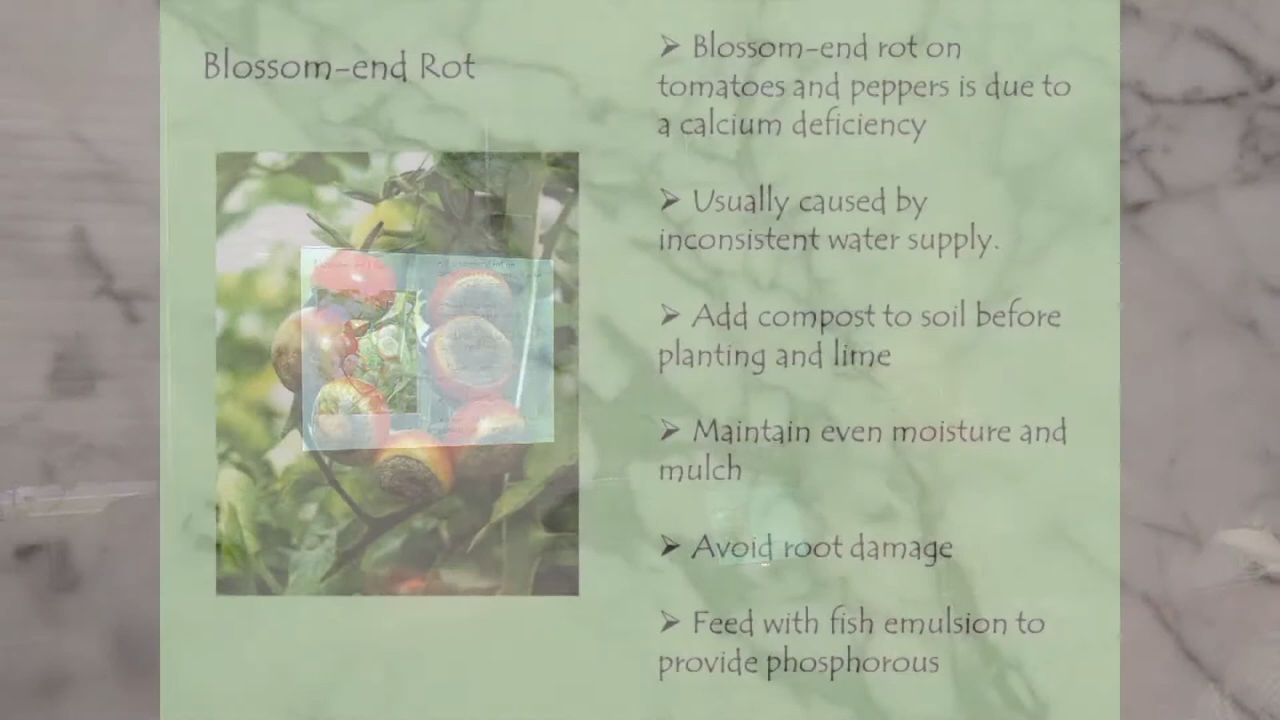 Blossom-end Rot
➢ Blossom-end rot on
tomatoes and peppers is due to
a calcium deficiency
➢ Usually caused by
inconsistent water supply.
➢ Add compost to soil before
planting and lime
➢ Maintain even moisture and
mulch
➢ Avoid root damage
➢ Feed with fish emulsion to
provide phosphorous